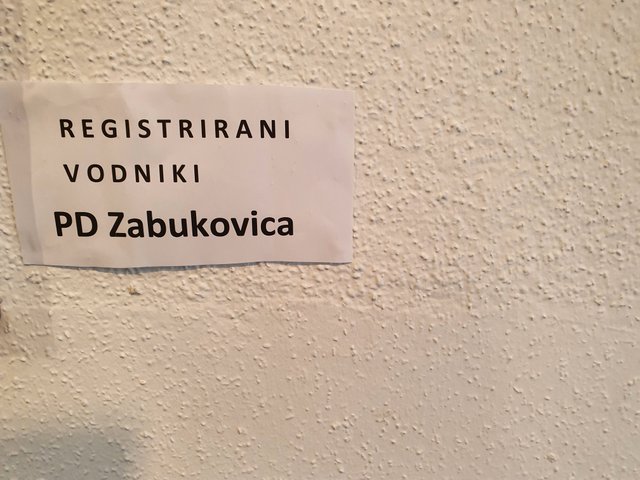 REGISTRIRANI
VODNIKI
PD Zabukovica